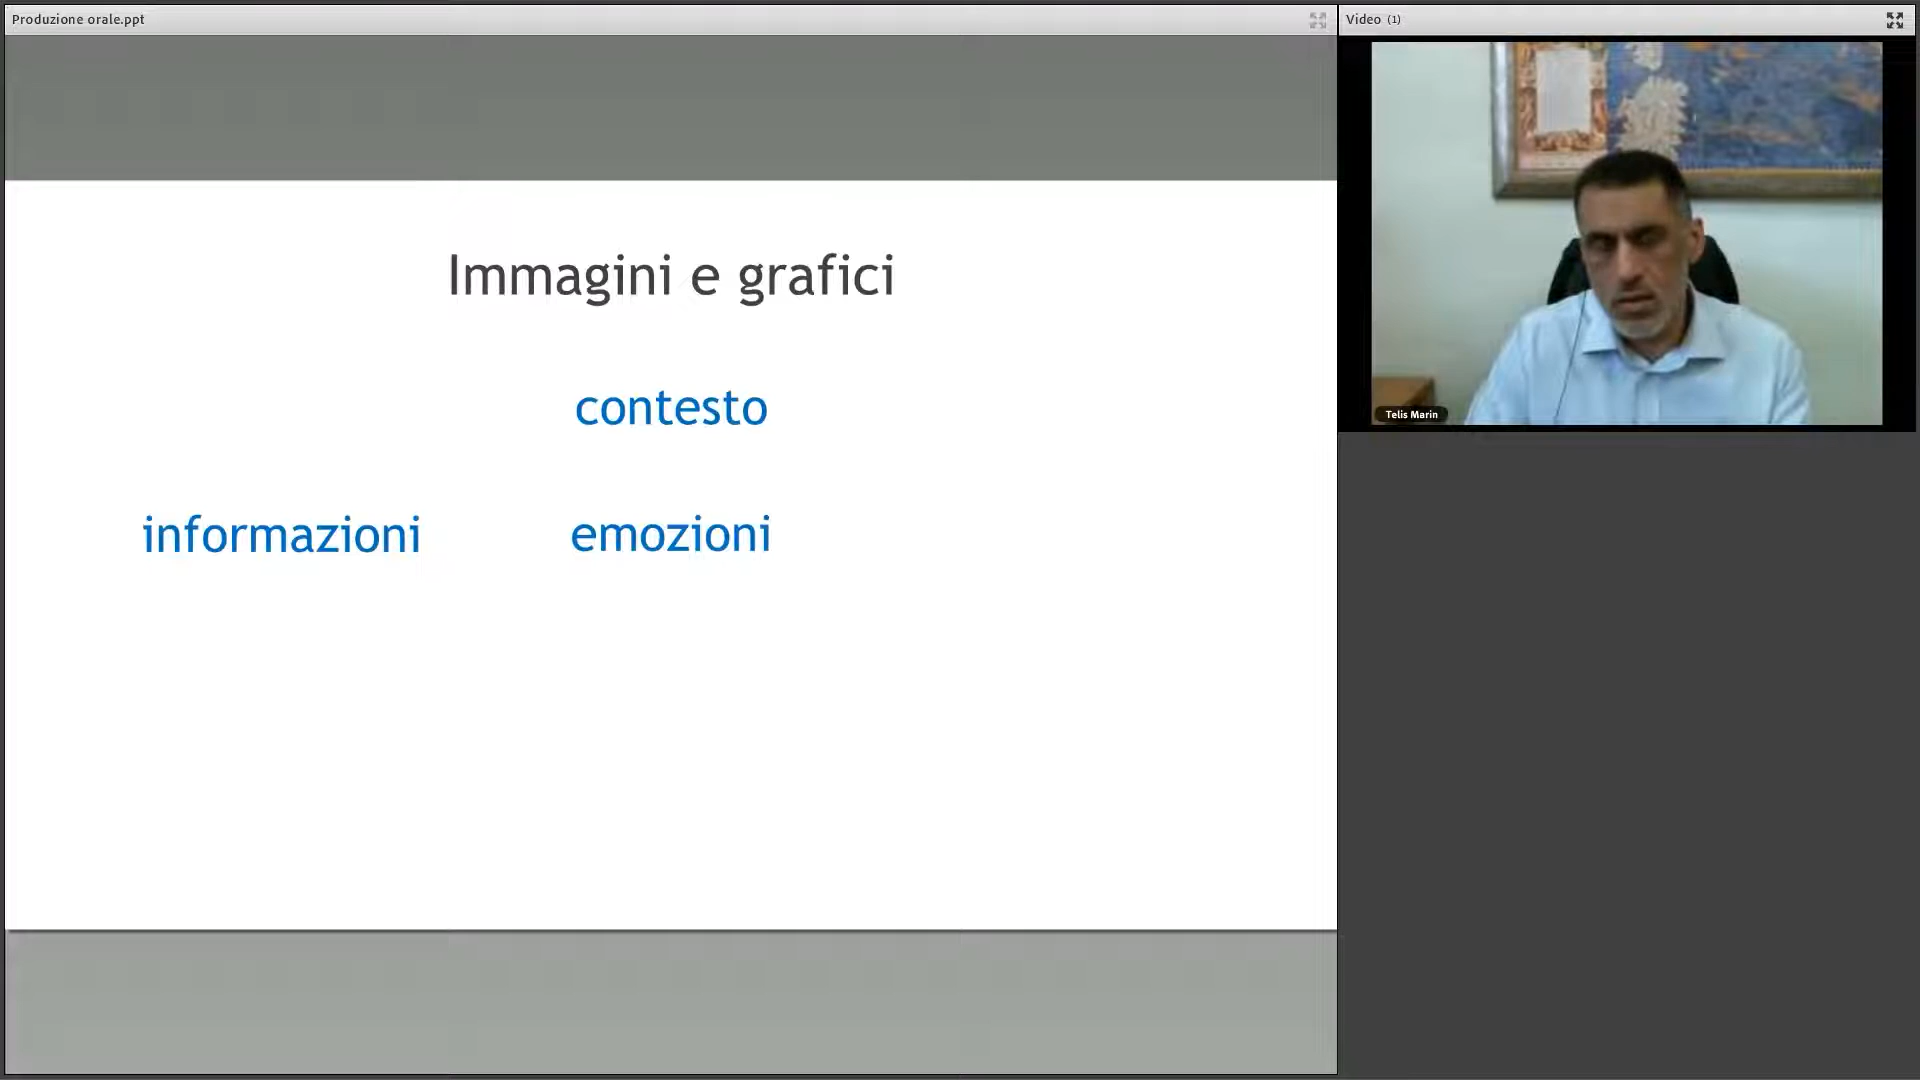 Produzione orale.ppt
Video (1)
Immagini e grafici
contesto
informazioni emozioni
Telis Marin